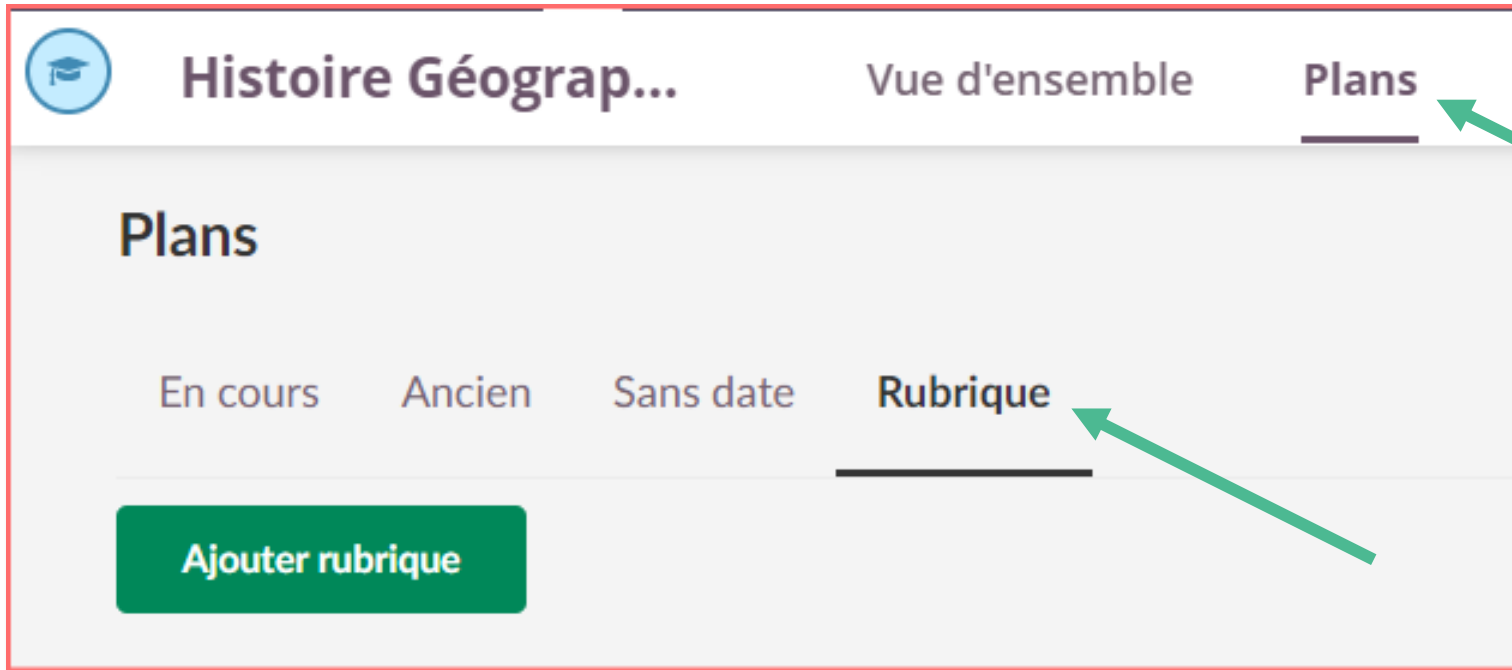 Histoire Géograp... Vue d'ensemble Plans
Plans
En cours Ancien Sans date Rubrique
Ajouter rubrique